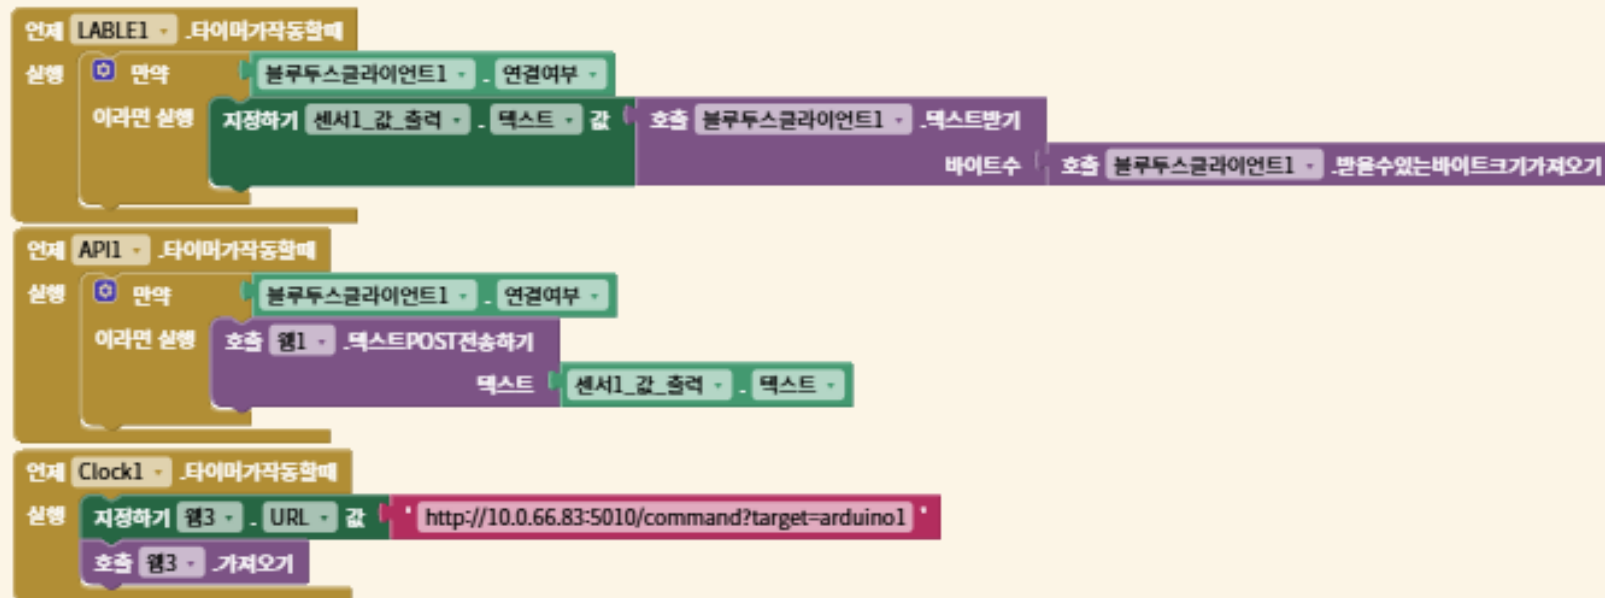 언제 LABLE1 .타이머가작동할때
실행 만약 블루투스클라이언트1 . 연결여부
이라면 실행 지정하기 센서1_값_출력 . 텍스트 값 호출 블루투스클라이언트1 .텍스트받기
바이트수 호출 블루투스클라이언트1 .받을수있는바이트크기가져오기
언제 API1 .타이머가작동할때
실행 만약 블루투스클라이언트1 . 연결여부
이라면 실행 호출 웹1 .텍스트POST전송하기
텍스트 센서1_값_출력 . 텍스트
언제 Clock1 .타이머가작동할때
실행 지정하기 웹3 . URL 값 " http://10.0.66.83:5010/command?target=arduino1 "
호출 웹3 .가져오기